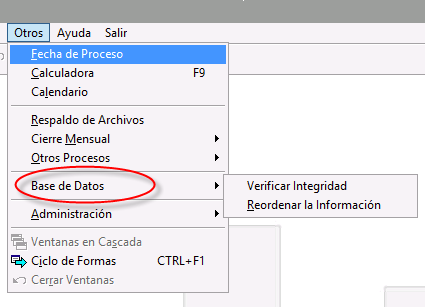 Otros Ayuda Salir
Fecha de Proceso
Calculadora F9
Calendario
Respaldo de Archivos
Cierre Mensual
Otros Procesos
Base de Datos
Verificar Integridad
Reordenar la Información
Administración
Ventanas en Cascada
Ciclo de Formas CTRL+F1
Cerrar Ventanas